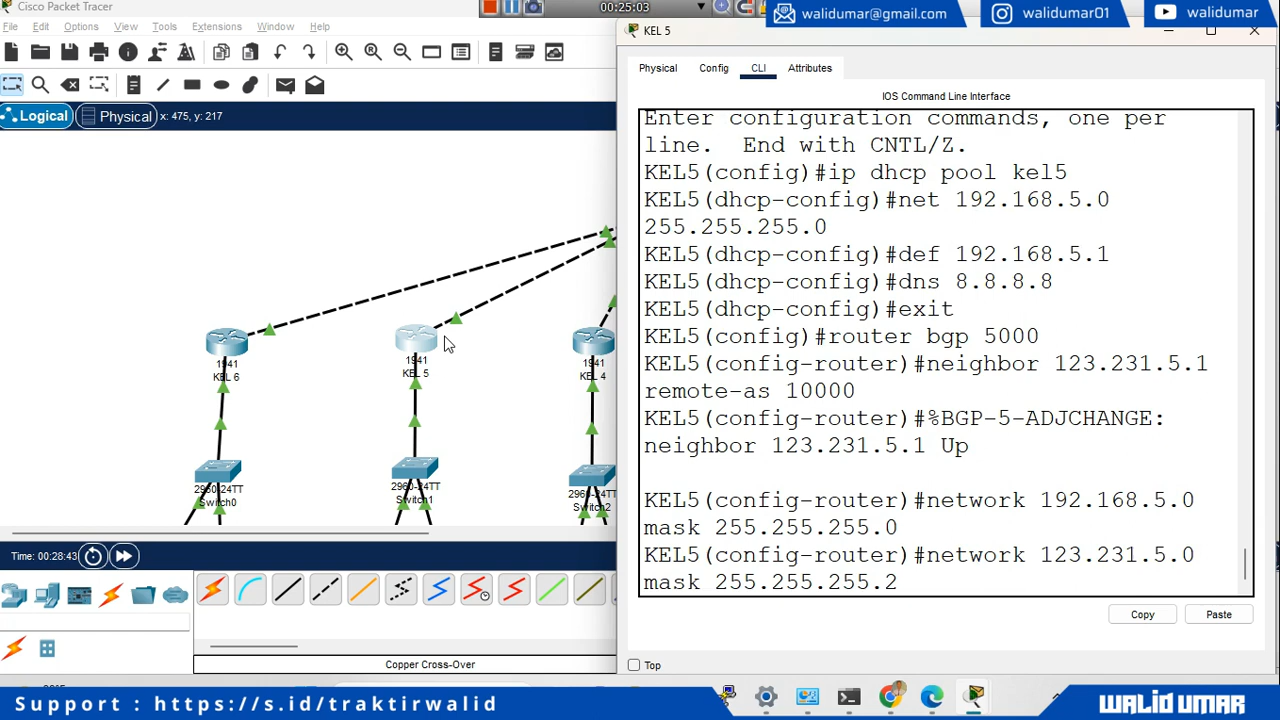 Cisco Packet Tracer
00:25:03
walidumar@gmail.com
walidumar01
walidumar
File Edit Options View Tools Extensions Window Help
KEL 5
Physical Config CLI Attributes
Logical
Physical
x: 475, y: 217
IOS Command Line Interface
Enter configuration commands, one per
line. End with CNTL/Z.
KEL5(config)#ip dhcp pool kel5
KEL5(dhcp-config)#net 192.168.5.0
255.255.255.0
KEL5(dhcp-config)#def 192.168.5.1
KEL5(dhcp-config)#dns 8.8.8.8
KEL5(dhcp-config)#exit
KEL5(config)#router bgp 5000
KEL5(config-router)#neighbor 123.231.5.1
remote-as 10000
KEL5(config-router)#%BGP-5-ADJCHANGE:
neighbor 123.231.5.1 Up
KEL5(config-router)#network 192.168.5.0
mask 255.255.255.0
KEL5(config-router)#network 123.231.5.0
mask 255.255.255.2
1941
KEL 6
1941
KEL 5
1941
KEL 4
2960-24TT
Switch0
2960-24TT
Switch1
2960-24TT
Switch2
Time: 00:28:43
Copy
Paste
Top
Copper Cross-Over
Support : https://s.id/traktirwalid
WALID UMAR